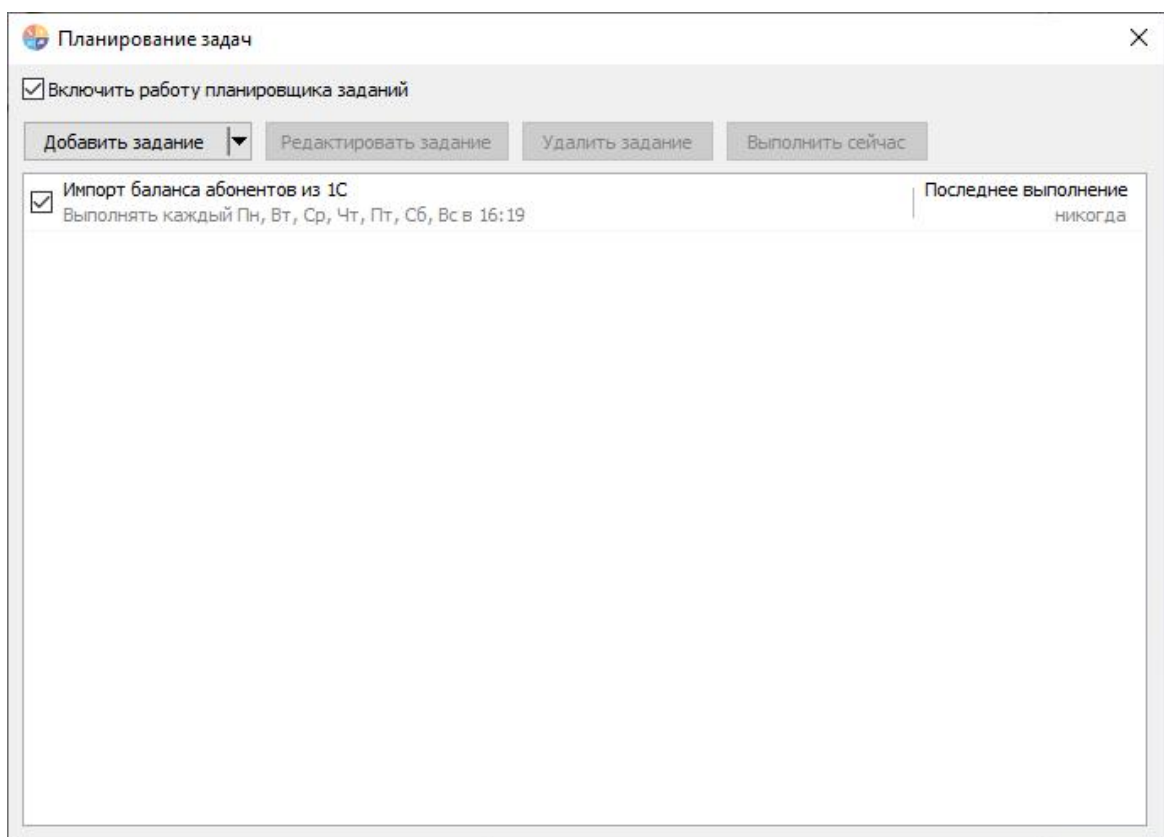 Планирование задач
Включить работу планировщика заданий
Добавить задание Редактировать задание Удалить задание Выполнить сейчас
Импорт баланса абонентов из 1С Последнее выполнение
Выполнять каждый Пн, Вт, Ср, Чт, Пт, Сб, Вс в 16:19 никогда